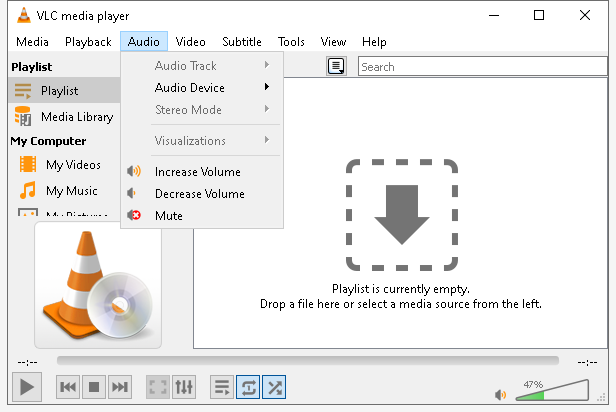 VLC media player
Media Playback Audio Video Subtitle Tools View Help
Playlist
Playlist
Media Library
My Computer
My Videos
My Music
My Pictures
Audio Track
Audio Device
Stereo Mode
Visualizations
Increase Volume
Decrease Volume
Mute
Search
Playlist is currently empty.
Drop a file here or select a media source from the left.
--:-- --:--
47%